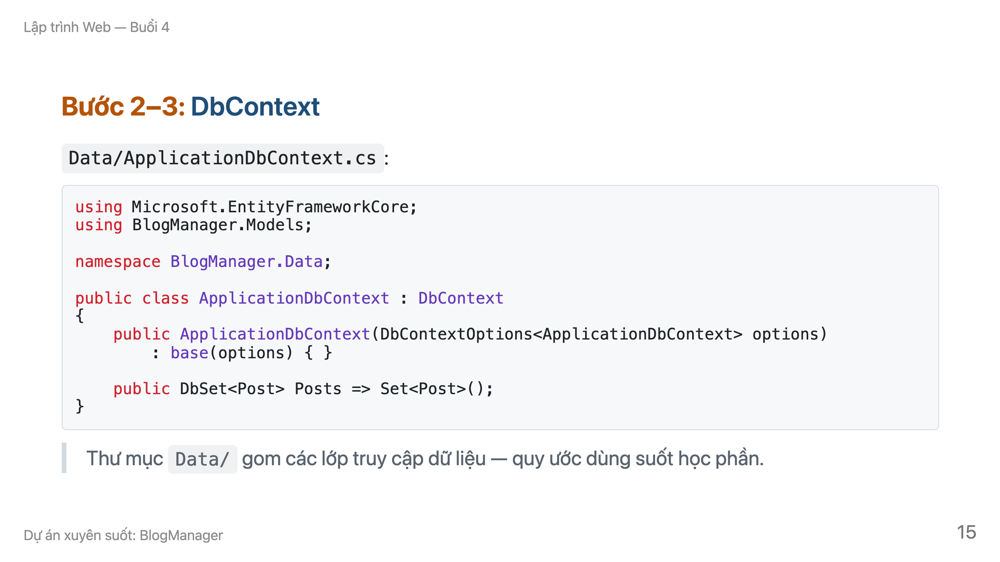 Lập trình Web — Buổi 4
Bước 2–3: DbContext
Data/ApplicationDbContext.cs :
using Microsoft.EntityFrameworkCore;
using BlogManager.Models;
namespace BlogManager.Data;
public class ApplicationDbContext : DbContext
{
    public ApplicationDbContext(DbContextOptions<ApplicationDbContext> options)
        : base(options) { }
    public DbSet<Post> Posts => Set<Post>();
}
Thư mục Data/ gom các lớp truy cập dữ liệu — quy ước dùng suốt học phần.
Dự án xuyên suốt: BlogManager
15